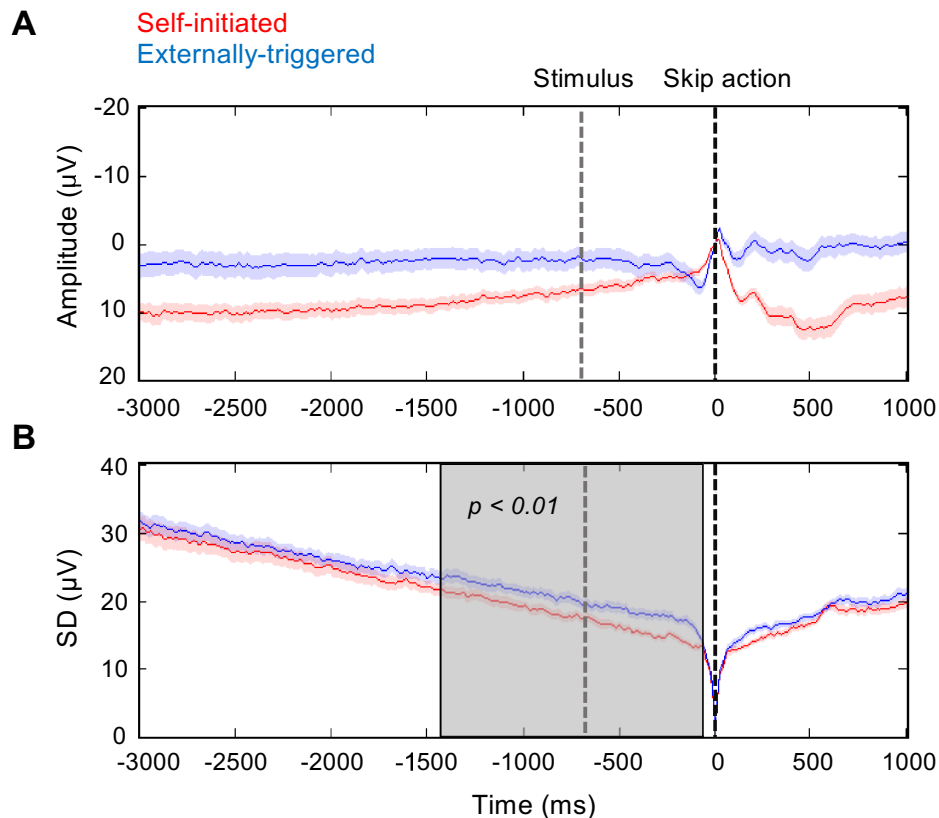 A
Self-initiated
Externally-triggered
Stimulus Skip action
-20
-10
0
10
20
Amplitude (µV)
-3000 -2500 -2000 -1500 -1000 -500 0 500 1000
B
40
30
20
10
0
SD (µV)
p < 0.01
-3000 -2500 -2000 -1500 -1000 -500 0 500 1000
Time (ms)